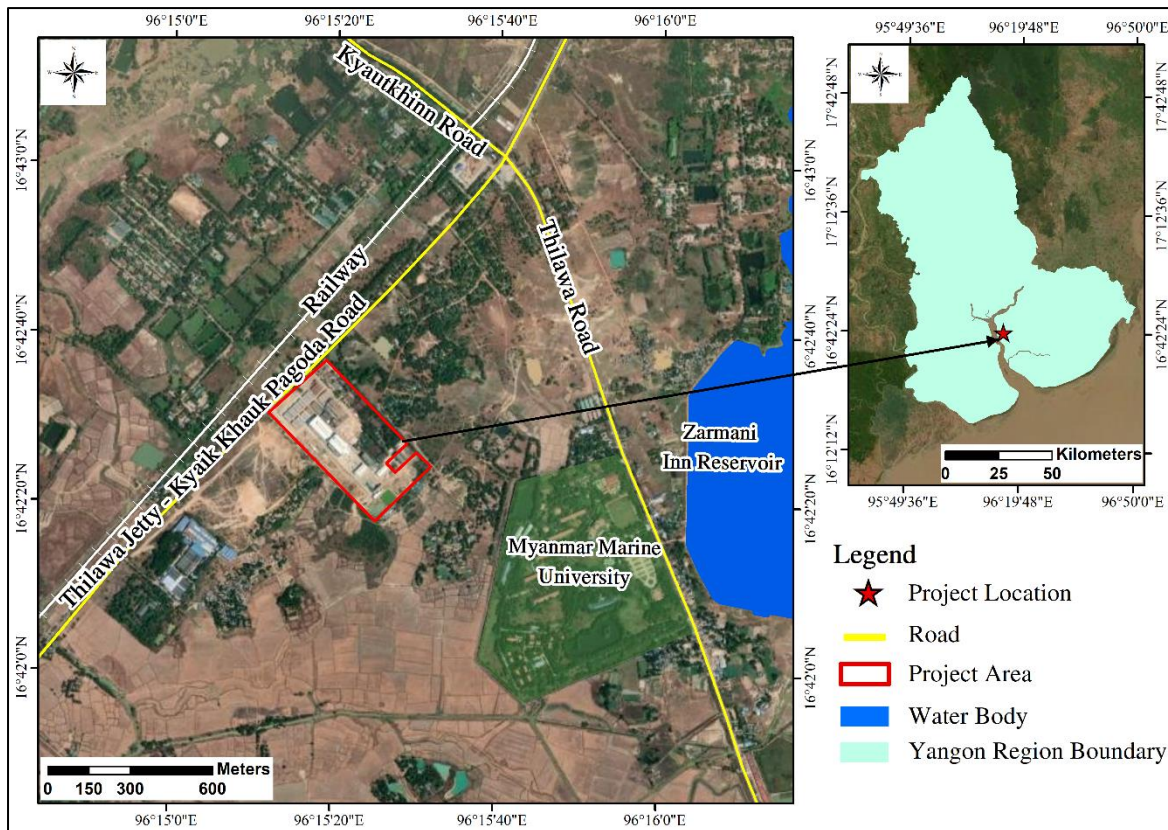 96°15'0"E
96°15'20"E
96°15'40"E
96°16'0"E
16°43'0"N
16°42'40"N
16°42'20"N
16°42'0"N
Kyautkhinn Road
Railway
Thilawa Jetty - Kyaik Khauk Pagoda Road
Thilawa Road
Zarmani
Inn Reservoir
Myanmar Marine
University
16°43'0"N
16°42'40"N
16°42'20"N
16°42'0"N
Meters
0 150 300 600
96°15'0"E
96°15'20"E
96°15'40"E
96°16'0"E
95°49'36"E
96°19'48"E
96°50'0"E
17°42'48"N
17°12'36"N
16°42'24"N
16°12'12"N
17°42'48"N
17°12'36"N
16°42'24"N
16°12'12"N
Kilometers
0 25 50
95°49'36"E
96°19'48"E
96°50'0"E
Legend
Project Location
Road
Project Area
Water Body
Yangon Region Boundary